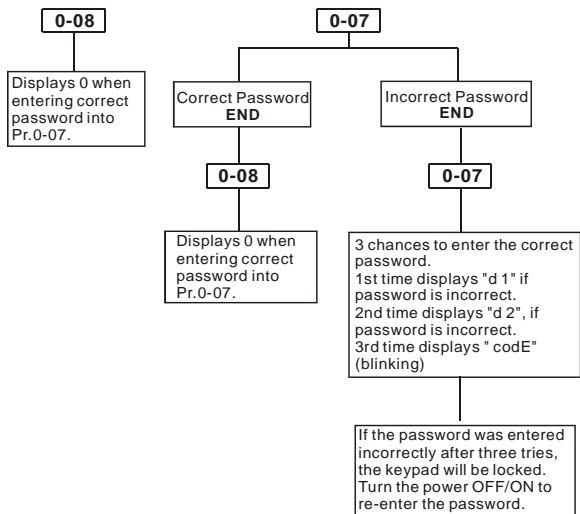 0-08
Displays 0 when
entering correct
password into
Pr.0-07.
0-07
Correct Password
END
0-08
Displays 0 when
entering correct
password into
Pr.0-07.
Incorrect Password
END
0-07
3 chances to enter the correct
password.
1st time displays "d 1" if
password is incorrect.
2nd time displays "d 2", if
password is incorrect.
3rd time displays " codE"
(blinking)
If the password was entered
incorrectly after three tries,
the keypad will be locked.
Turn the power OFF/ON to
re-enter the password.